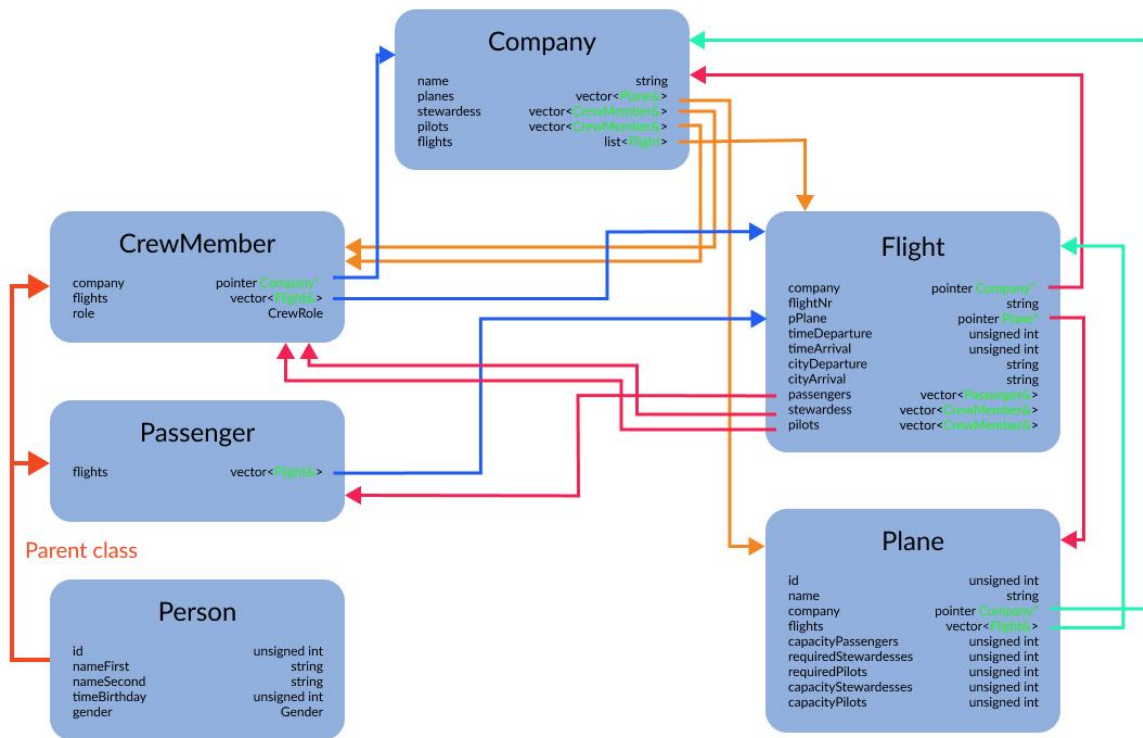 Company
name string
planes vector<Plane&>
stewardess vector<CrewMember&>
pilots vector<CrewMember&>
flights list<Flight>
CrewMember
company pointer Company*
flights vector<Flight&>
role CrewRole
Flight
company pointer Company*
flightNr string
pPlane pointer Plane*
timeDeparture unsigned int
timeArrival unsigned int
cityDeparture string
cityArrival string
passengers vector<Passenger&>
stewardess vector<CrewMember&>
pilots vector<CrewMember&>
Passenger
flights vector<Flight&>
Parent class
Person
id unsigned int
nameFirst string
nameSecond string
timeBirthday unsigned int
gender Gender
Plane
id unsigned int
name string
company pointer Company*
flights vector<Flight&>
capacityPassengers unsigned int
requiredStewardesses unsigned int
requiredPilots unsigned int
capacityStewardesses unsigned int
capacityPilots unsigned int